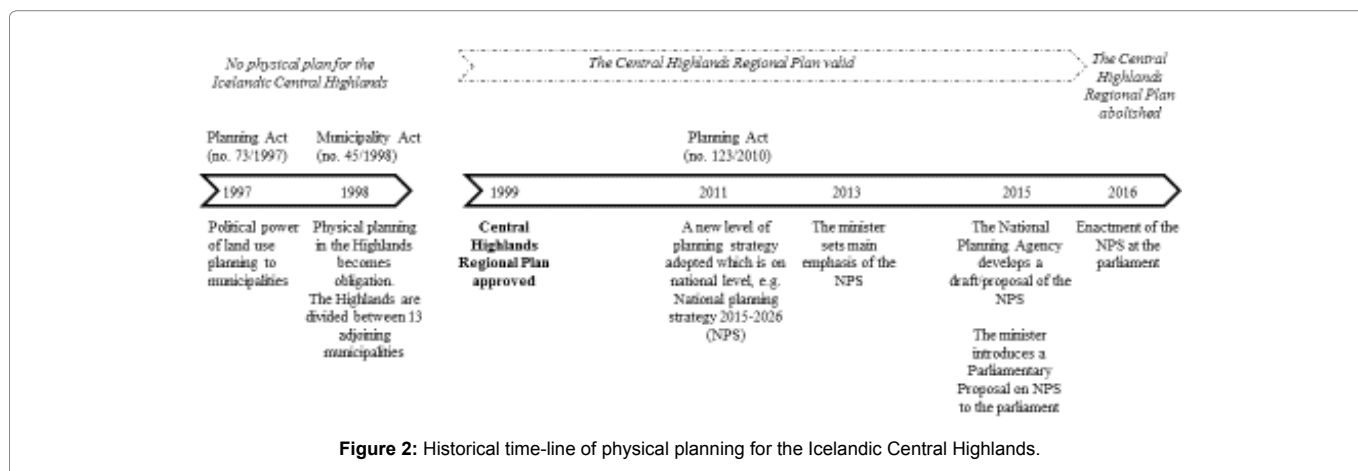 No physical plan for the
Icelandic Central Highlands
The Central Highlands Regional Plan valid
The Central
Highlands
Regional Plan
abolished
Planning Act
(no. 73/1997)
Municipality Act
(no. 45/1998)
Planning Act
(no. 123/2010)
1997
1998
1999
2011
2013
2015
2016
Political power
of land use
planning to
municipalities
Physical planning
in the Highlands
becomes
obligation.
The Highlands are
divided between 13
adjoining
municipalities
Central
Highlands
Regional Plan
approved
A new level of
planning strategy
adopted which is on
national level, e.g.
National planning
strategy 2015-2026
(NPS)
The minister
sets main
emphasis of the
NPS
The National
Planning Agency
develops a
draft/proposal of the
NPS
The minister
introduces a
Parliamentary
Proposal on NPS
to the parliament
Enactment of the
NPS at the
parliament
Figure 2: Historical time-line of physical planning for the Icelandic Central Highlands.